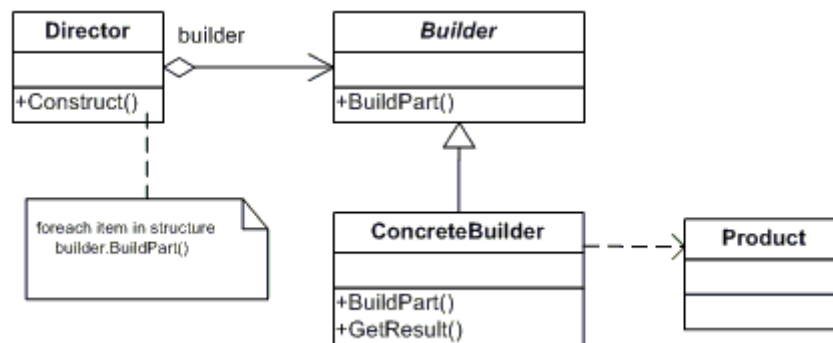 Director
builder
Builder
+Construct()
+BuildPart()
foreach item in structure
builder.BuildPart()
ConcreteBuilder
Product
+BuildPart()
+GetResult()